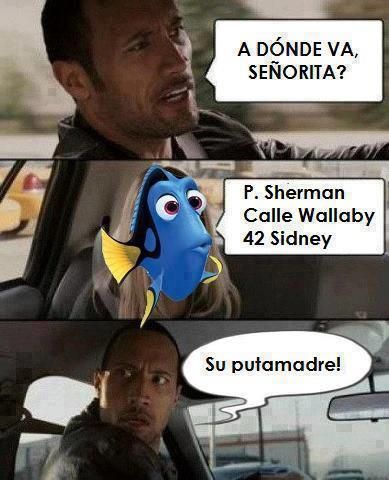 A DÓNDE VA,
SEÑORITA?
P. Sherman
Calle Wallaby
42 Sidney
Su putamadre!